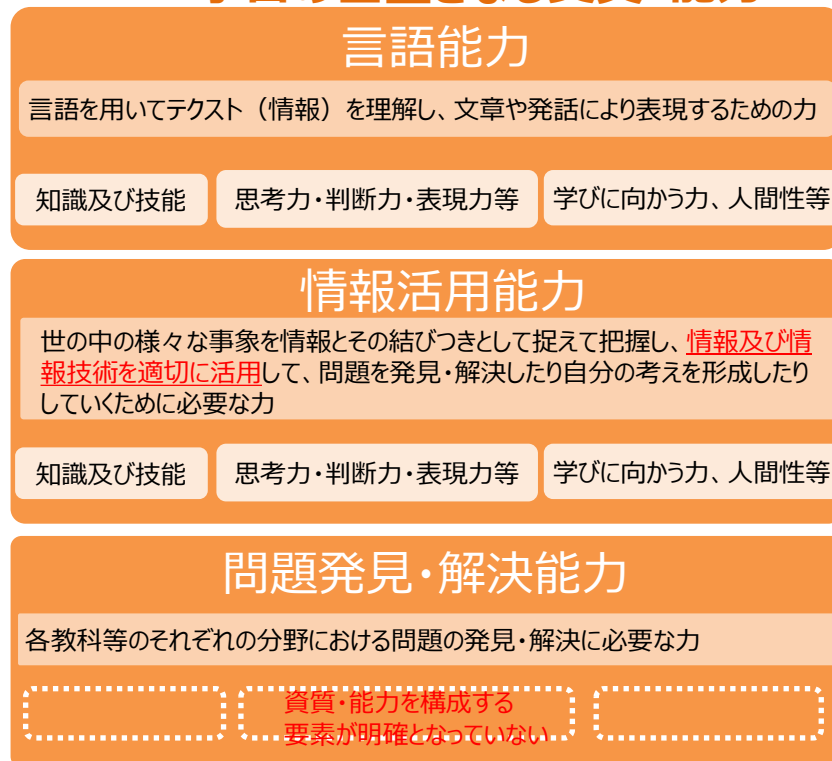 言語能力
言語を用いてテクスト（情報）を理解し、文章や発話により表現するための力
知識及び技能
思考力・判断力・表現力等
学びに向かう力、人間性等
情報活用能力
世の中の様々な事象を情報とその結びつきとして捉えて把握し、情報及び情
報技術を適切に活用して、問題を発見・解決したり自分の考えを形成したり
していくために必要な力
知識及び技能
思考力・判断力・表現力等
学びに向かう力、人間性等
問題発見・解決能力
各教科等のそれぞれの分野における問題の発見・解決に必要な力
資質・能力を構成する
要素が明確となっていない